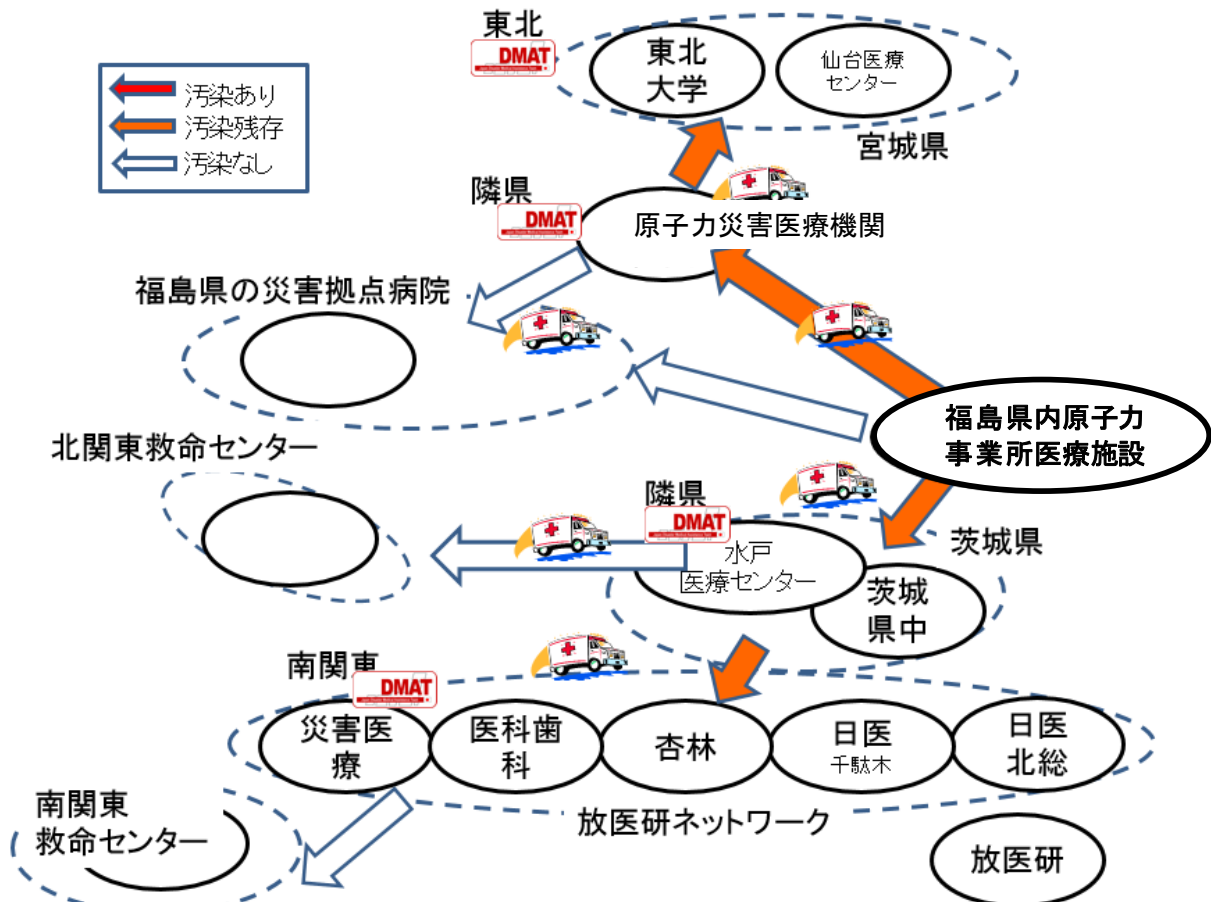 東北
DMAT
東北
大学
仙台医療
センター
宮城県
汚染あり
汚染残存
汚染なし
隣県
DMAT
原子力災害医療機関
福島県の災害拠点病院
福島県内原子力
事業所医療施設
北関東救命センター
隣県
DMAT
水戸
医療センター
茨城県
茨城
県中
南関東
DMAT
災害医
療
医科歯
科
杏林
日医
千駄木
日医
北総
放医研ネットワーク
南関東
救命センター
放医研